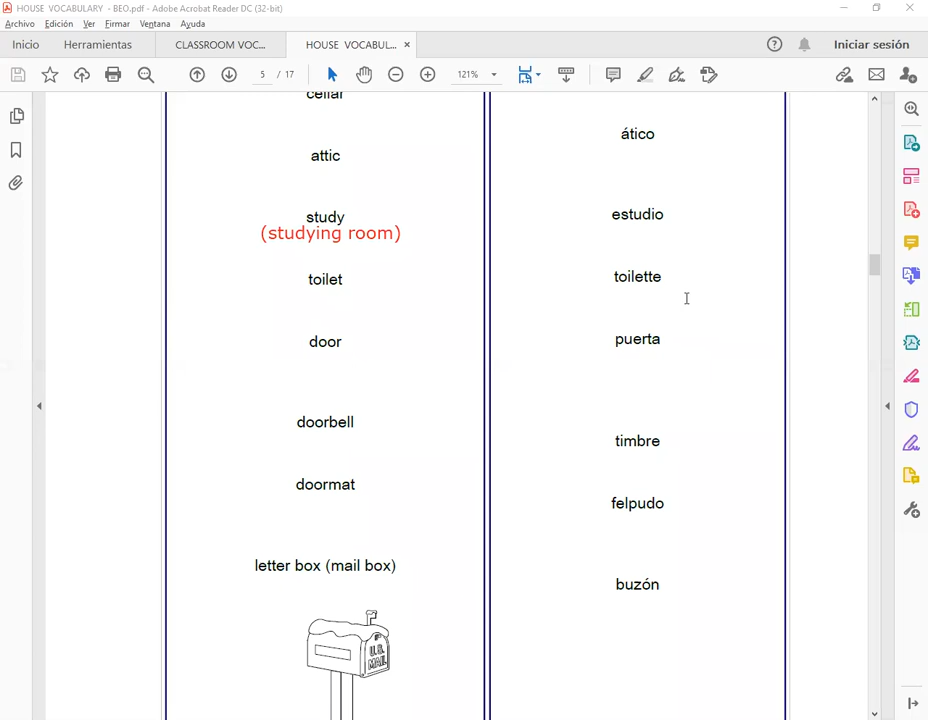 HOUSE VOCABULARY - BEO.pdf - Adobe Acrobat Reader DC (32-bit)
Archivo Edición Ver Firmar Ventana Ayuda
Inicio Herramientas CLASSROOM VOC... HOUSE VOCABUL... × Iniciar sesión
5 / 17 121%
cellar
attic
study
(studying room)
toilet
door
doorbell
doormat
letter box (mail box)
U.S. MAIL
ático
estudio
toilette
puerta
timbre
felpudo
buzón